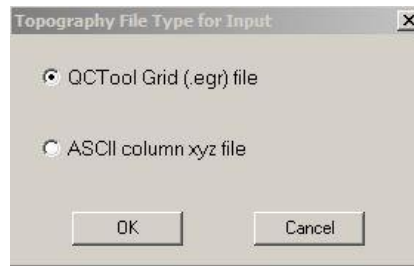 Topography File Type for Input
QCTool Grid (.egr) file
ASCII column xyz file
OK Cancel